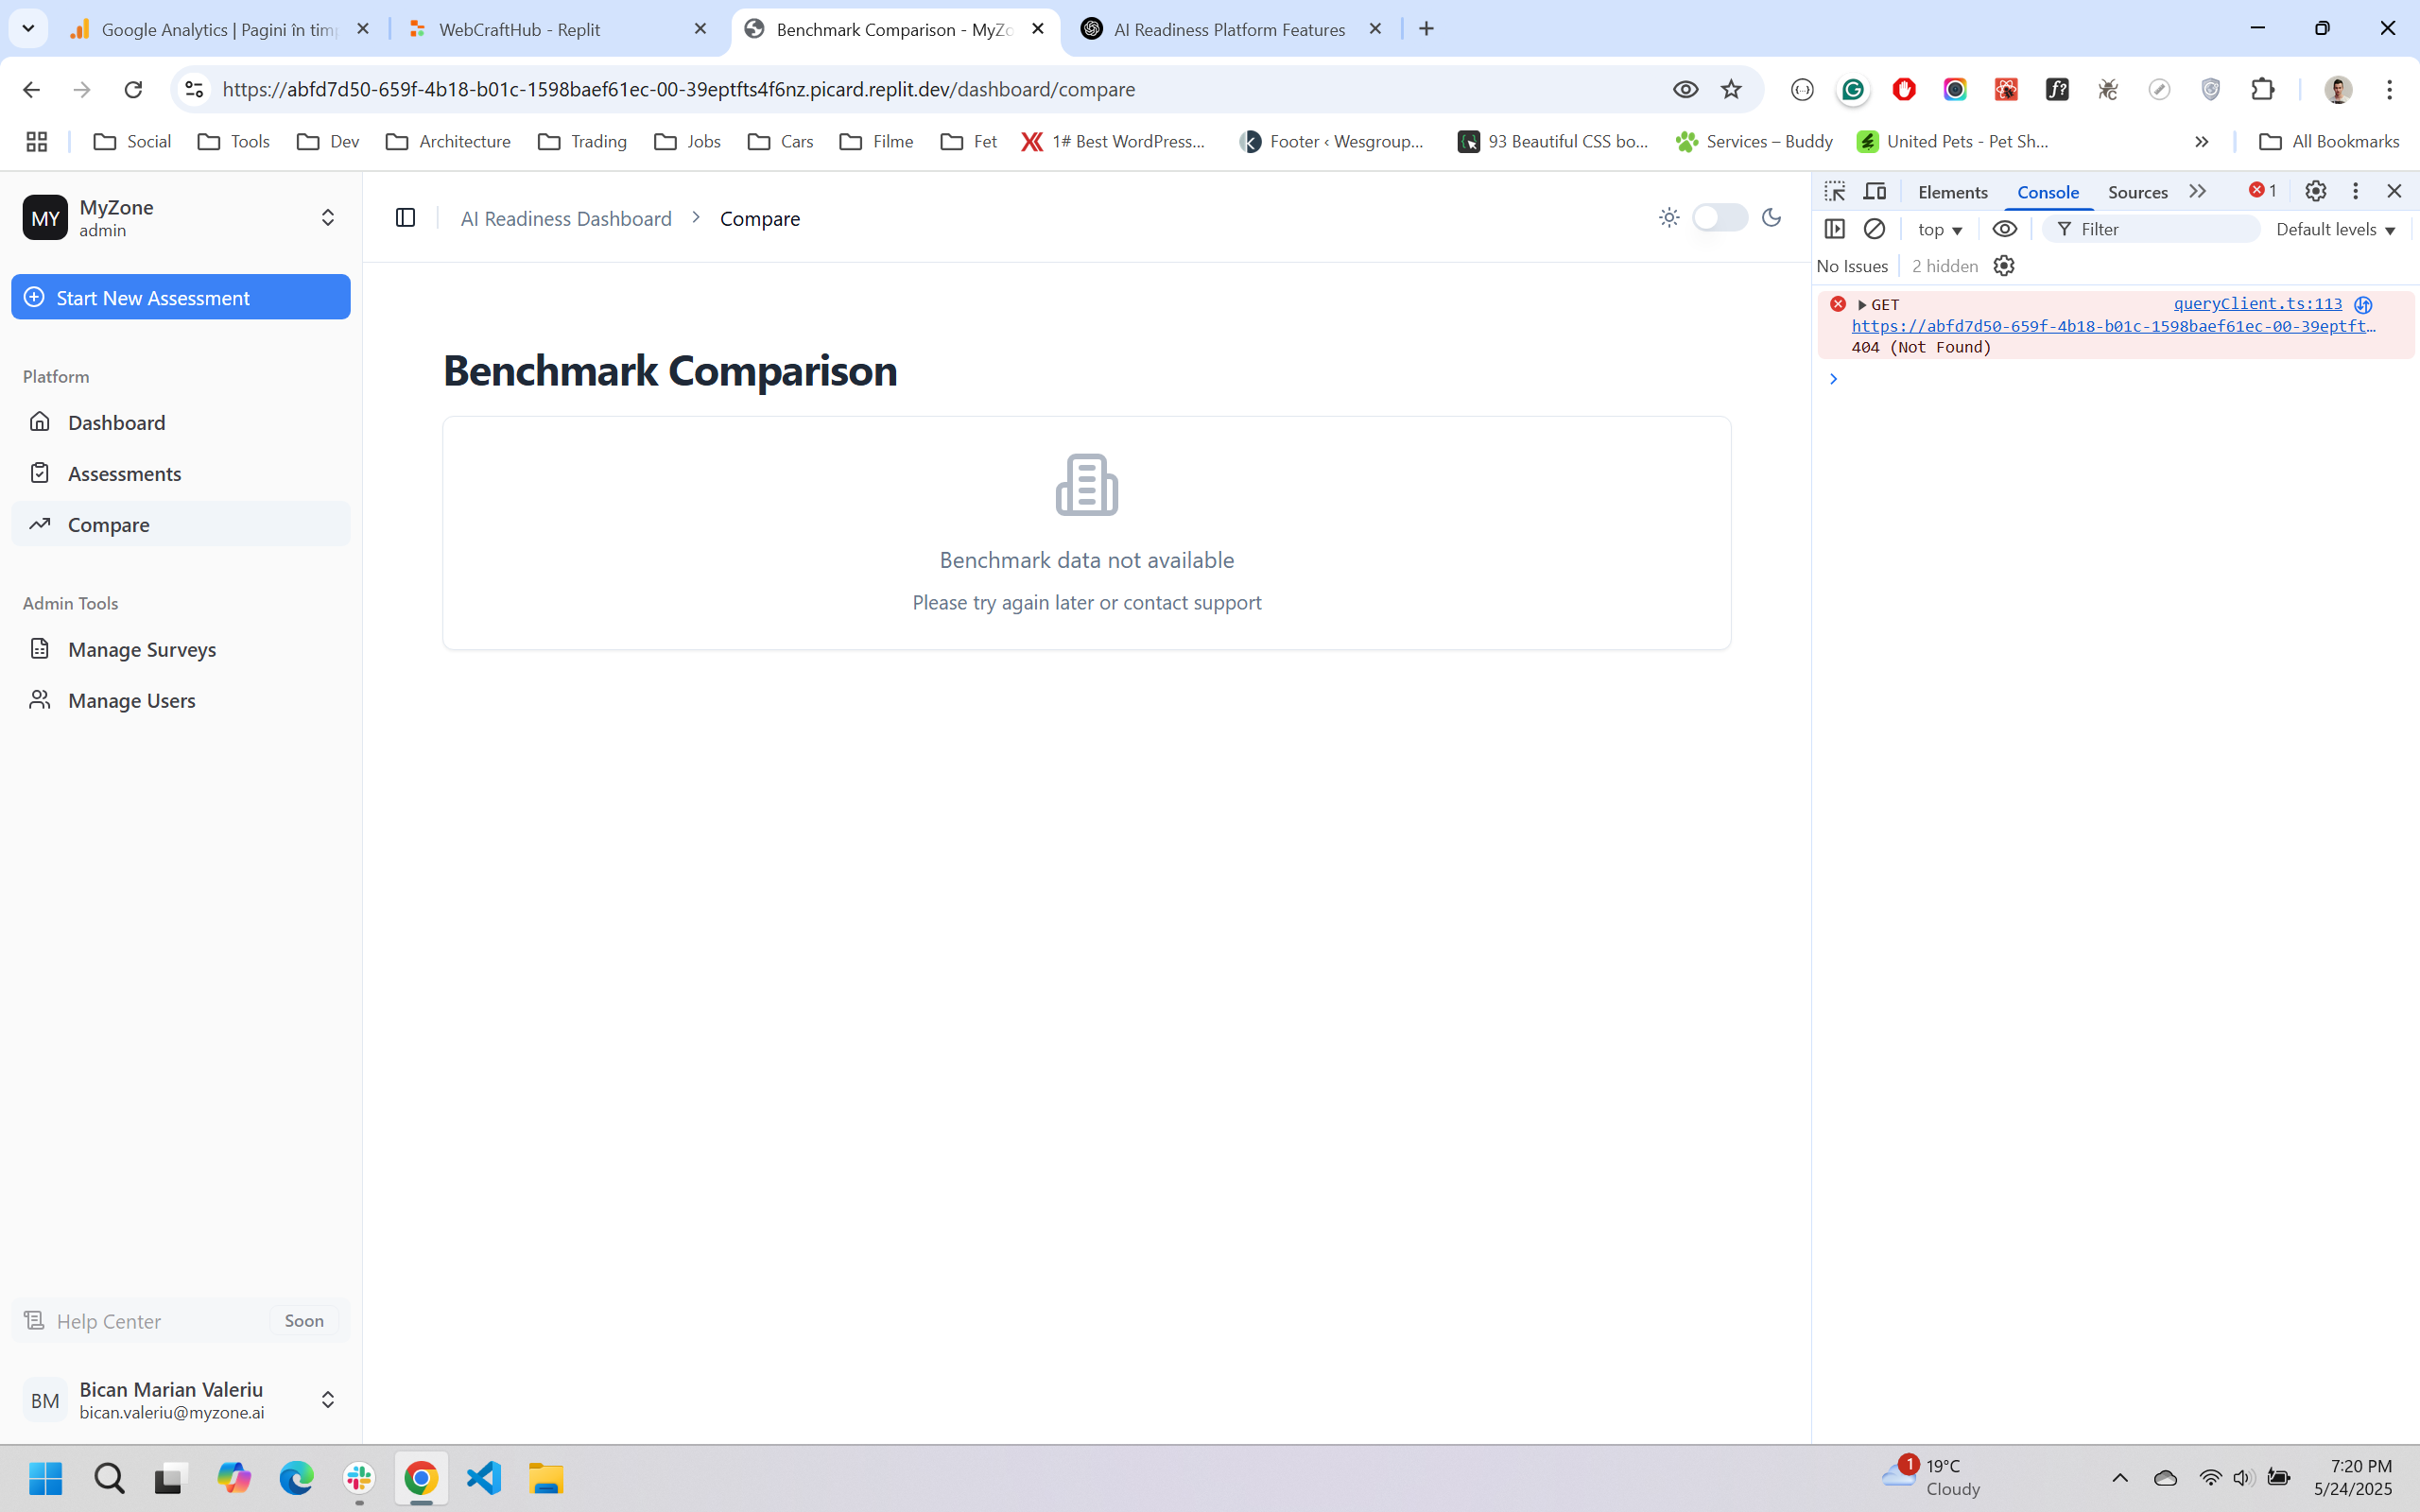 Google Analytics | Pagini în timp
WebCraftHub - Replit
Benchmark Comparison - MyZo
AI Readiness Platform Features
https://abfd7d50-659f-4b18-b01c-1598baef61ec-00-39eptfts4f6nz.picard.replit.dev/dashboard/compare
Social
Tools
Dev
Architecture
Trading
Jobs
Cars
Filme
Fet
1# Best WordPress...
Footer ‹ Wesgroup...
93 Beautiful CSS bo...
Services – Buddy
United Pets - Pet Sh...
All Bookmarks
MY
MyZone
admin
Start New Assessment
Platform
Dashboard
Assessments
Compare
Admin Tools
Manage Surveys
Manage Users
Help Center
Soon
BM
Bican Marian Valeriu
bican.valeriu@myzone.ai
AI Readiness Dashboard
Compare
Benchmark Comparison
Benchmark data not available
Please try again later or contact support
Elements
Console
Sources
1
top
Filter
Default levels
No Issues
2 hidden
GET
queryClient.ts:113
https://abfd7d50-659f-4b18-b01c-1598baef61ec-00-39eptft…
404 (Not Found)
1
19°C
Cloudy
7:20 PM
5/24/2025